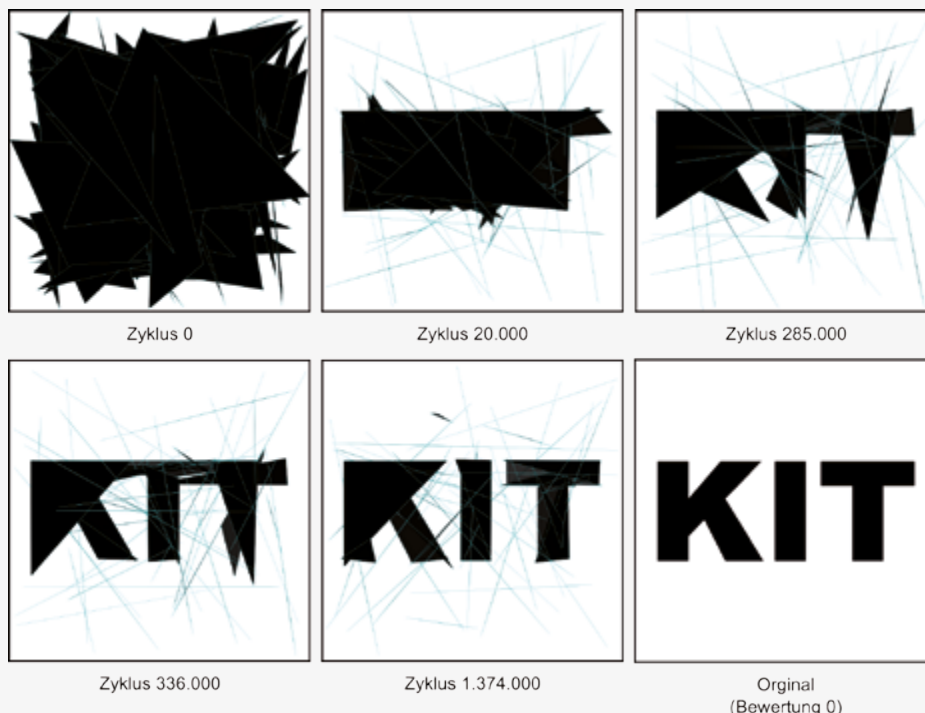 Zyklus 0
Zyklus 20.000
Zyklus 285.000
KIT
Zyklus 336.000
Zyklus 1.374.000
KIT
Orginal
(Bewertung 0)